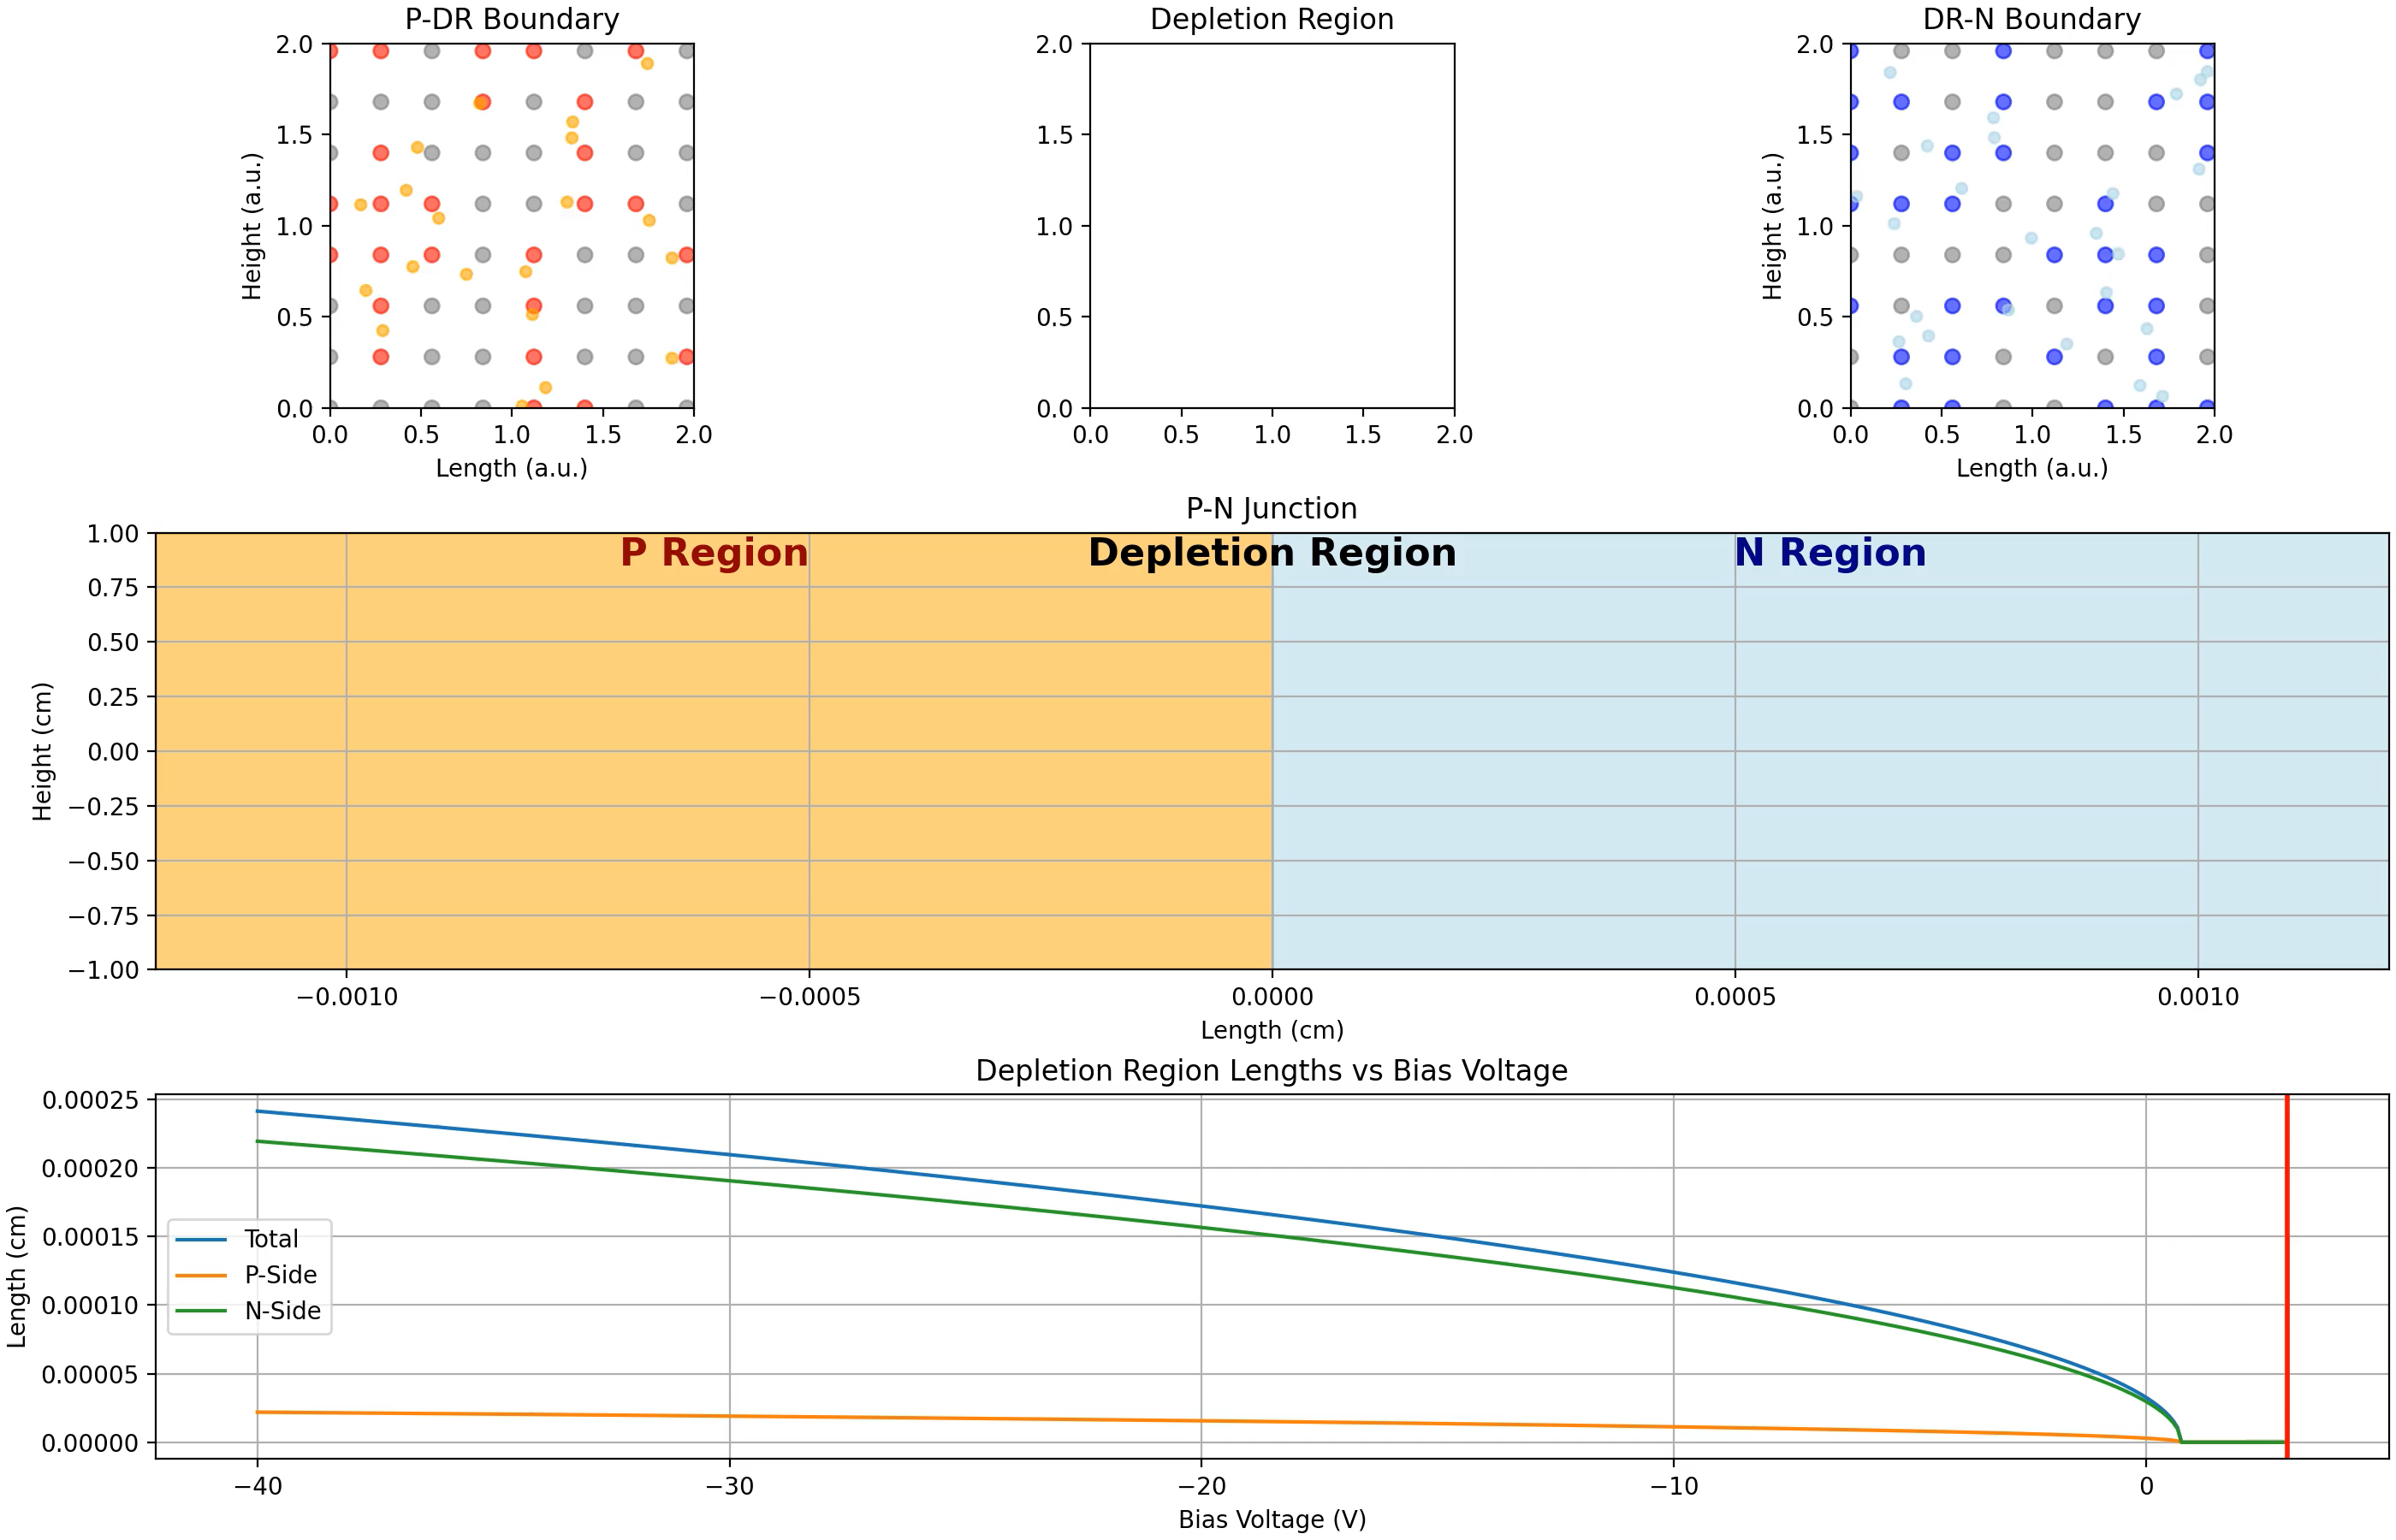 P-DR Boundary
Depletion Region
DR-N Boundary
2.0
1.5
1.0
0.5
0.0
Height (a.u.)
0.0 0.5 1.0 1.5 2.0
Length (a.u.)
2.0
1.5
1.0
0.5
0.0
0.0 0.5 1.0 1.5 2.0
2.0
1.5
1.0
0.5
0.0
Height (a.u.)
0.0 0.5 1.0 1.5 2.0
Length (a.u.)
P-N Junction
P Region
Depletion Region
N Region
1.00
0.75
0.50
0.25
0.00
−0.25
−0.50
−0.75
−1.00
Height (cm)
−0.0010 −0.0005 0.0000 0.0005 0.0010
Length (cm)
Depletion Region Lengths vs Bias Voltage
0.00025
0.00020
0.00015
0.00010
0.00005
0.00000
Length (cm)
Total
P-Side
N-Side
−40 −30 −20 −10 0
Bias Voltage (V)